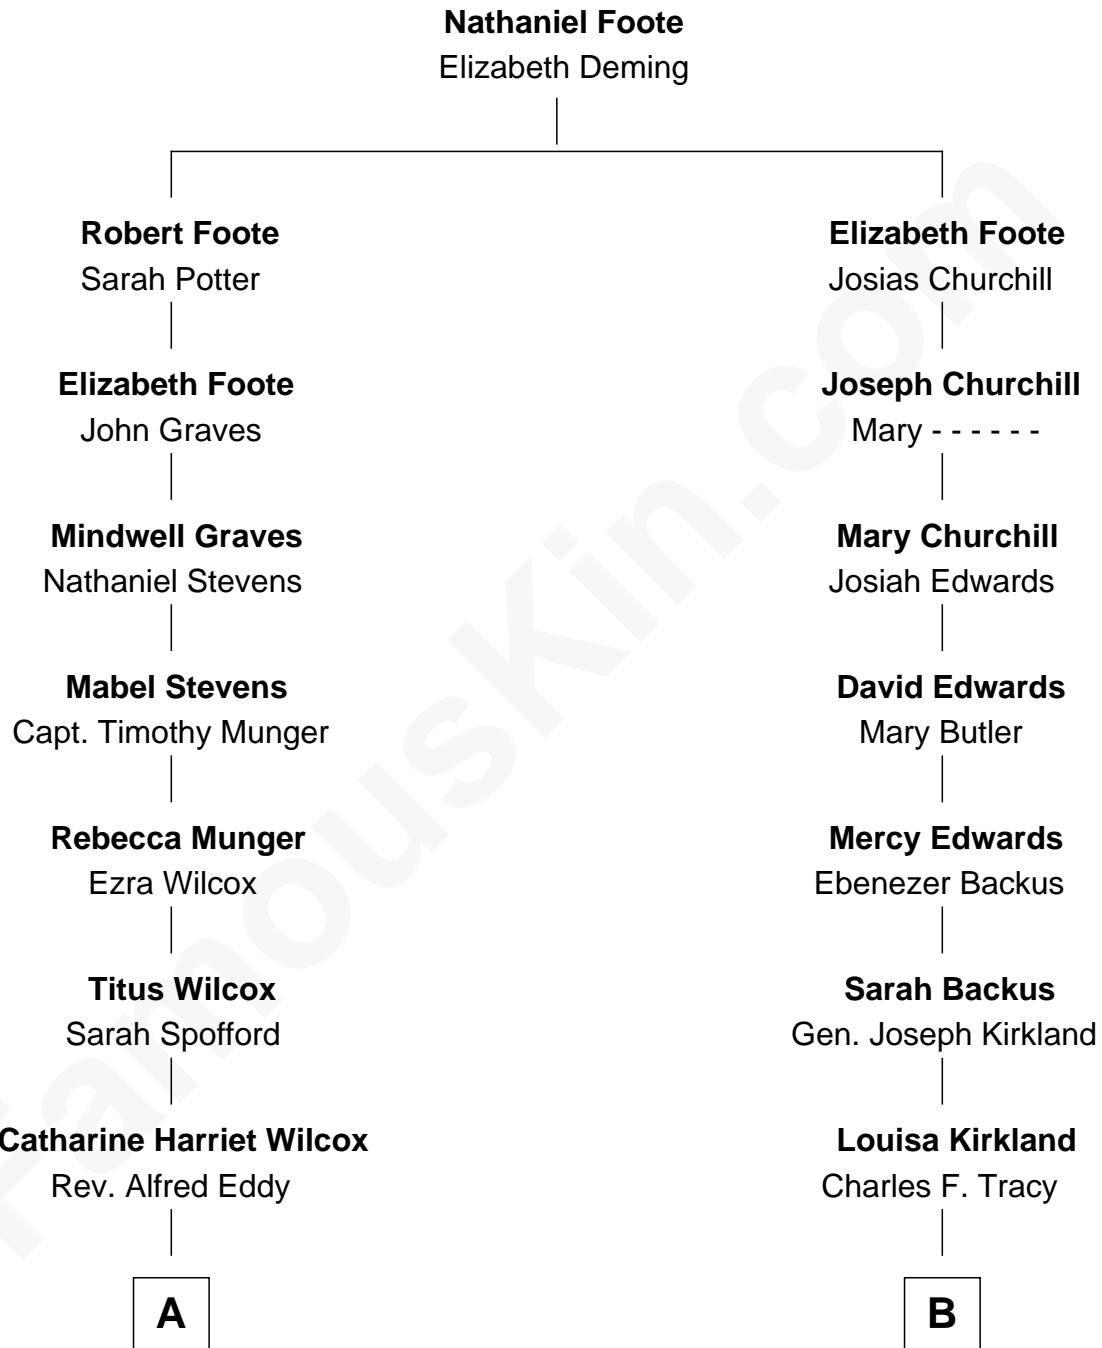 Nathaniel Foote
Elizabeth Deming
Robert Foote
Sarah Potter
Elizabeth Foote
John Graves
Mindwell Graves
Nathaniel Stevens
Mabel Stevens
Capt. Timothy Munger
Rebecca Munger
Ezra Wilcox
Titus Wilcox
Sarah Spofford
Catharine Harriet Wilcox
Rev. Alfred Eddy
A
Elizabeth Foote
Josias Churchill
Joseph Churchill
Mary - - - - - -
Mary Churchill
Josiah Edwards
David Edwards
Mary Butler
Mercy Edwards
Ebenezer Backus
Sarah Backus
Gen. Joseph Kirkland
Louisa Kirkland
Charles F. Tracy
B
FamousKin.com